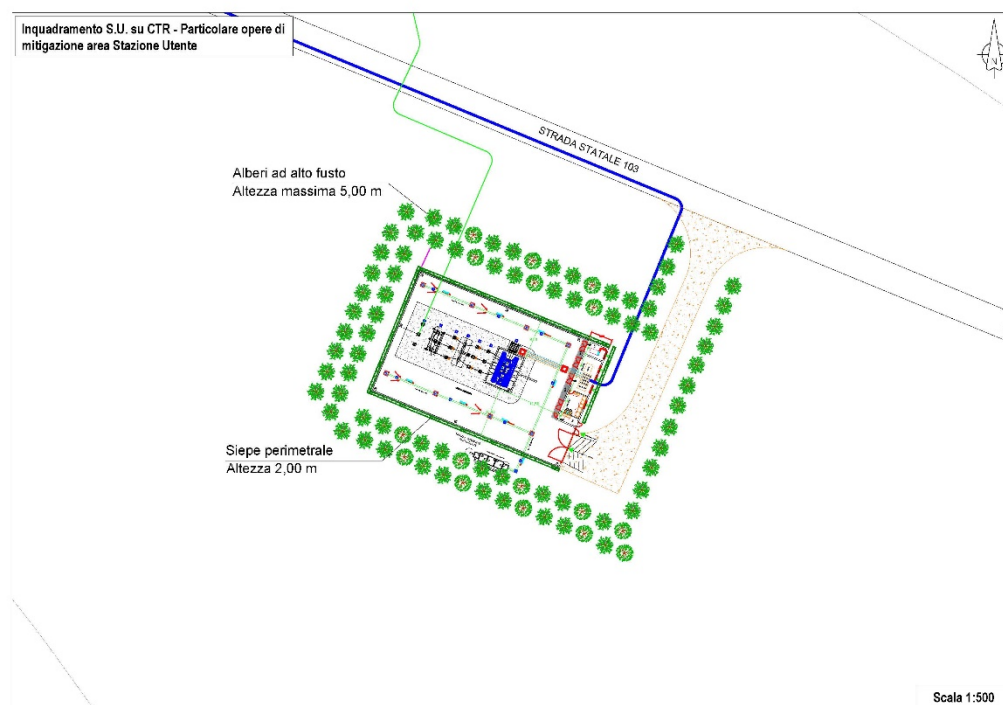 Inquadramento S.U. su CTR - Particolare opere di
mitigazione area Stazione Utente
N
STRADA STATALE 103
Alberi ad alto fusto
Altezza massima 5,00 m
Siepe perimetrale
Altezza 2,00 m
Scala 1:500